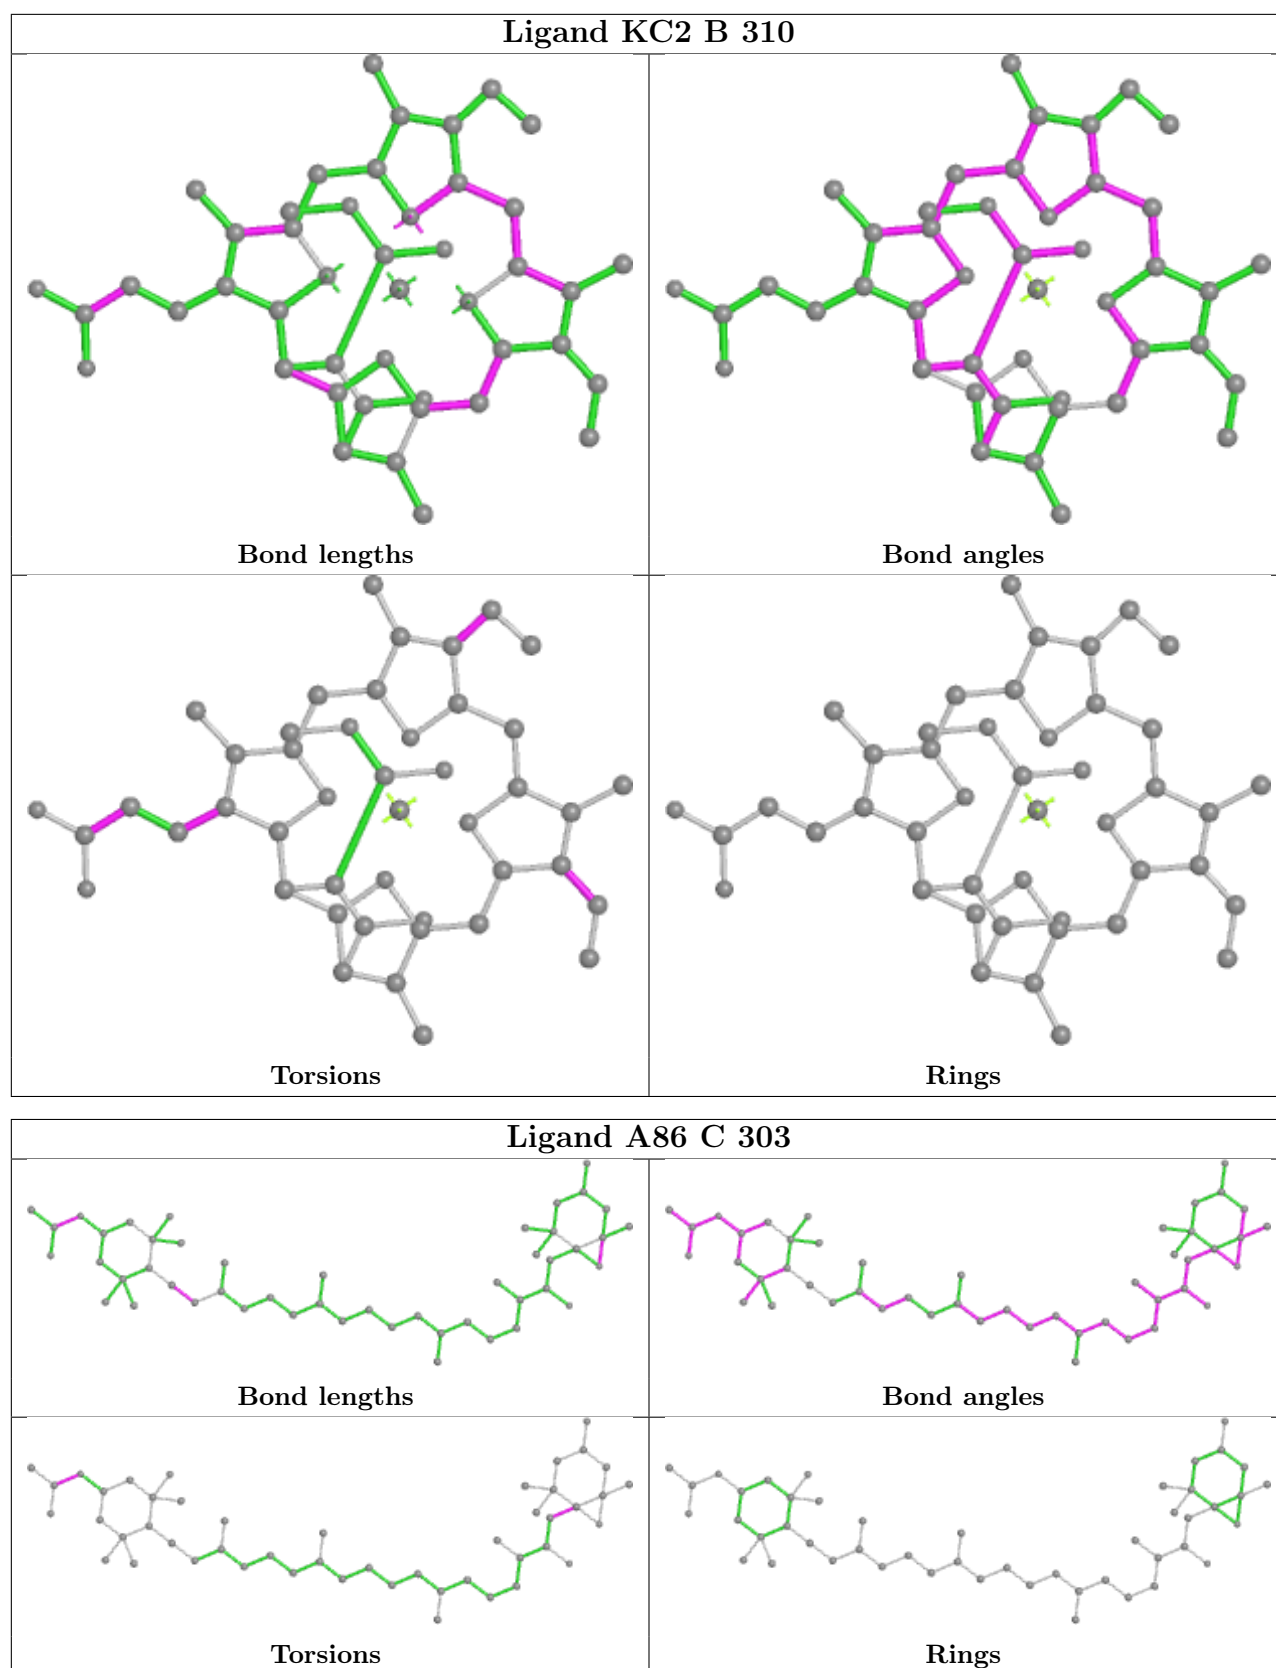 Ligand KC2 B 310
Bond lengths
Bond angles
Torsions
Rings
Ligand A86 C 303
Bond lengths
Bond angles
Torsions
Rings